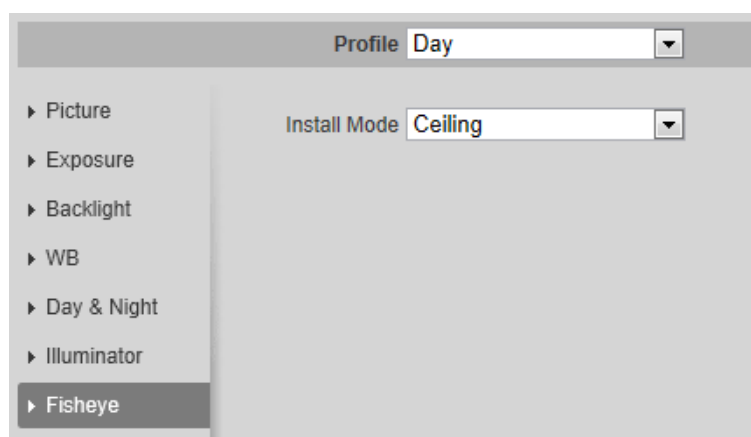 Profile Day
Picture
Install Mode Ceiling
Exposure
Backlight
WB
Day & Night
Illuminator
Fisheye